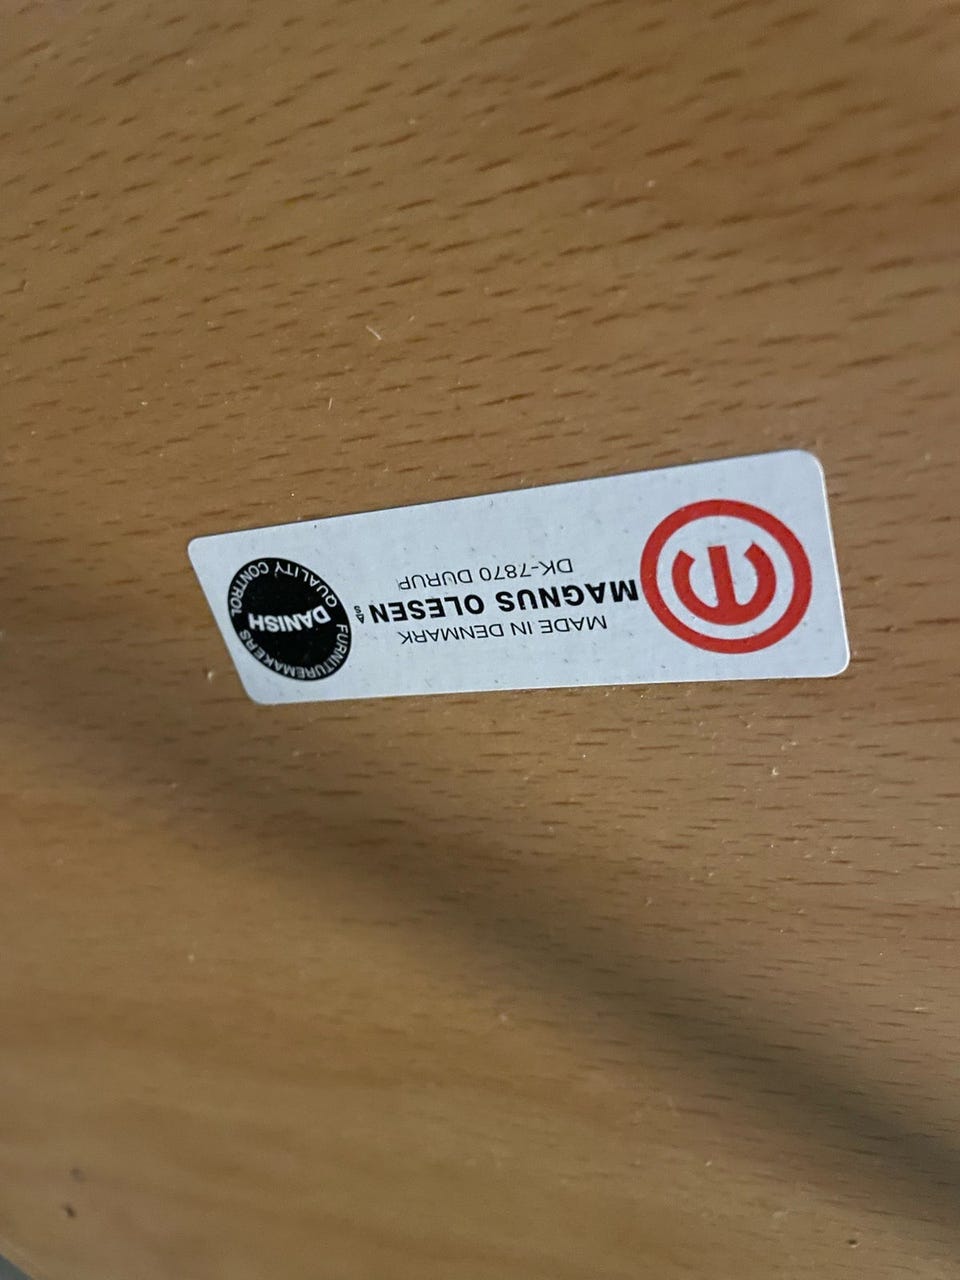 MADE IN DENMARK
MAGNUS OLESEN
DK-7870 DURUP
FURNITUREMAKERS
DANISH
QUALITY CONTROL